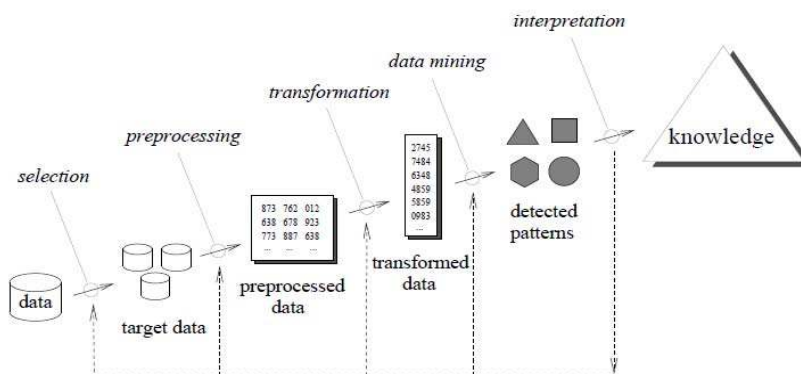 interpretation
data mining
transformation
preprocessing
selection
knowledge
2745
7484
6348
4859
5859
0983
...
873 762 012
638 678 923
773 887 638
... ... ...
detected
patterns
transformed
data
preprocessed
data
data
target data